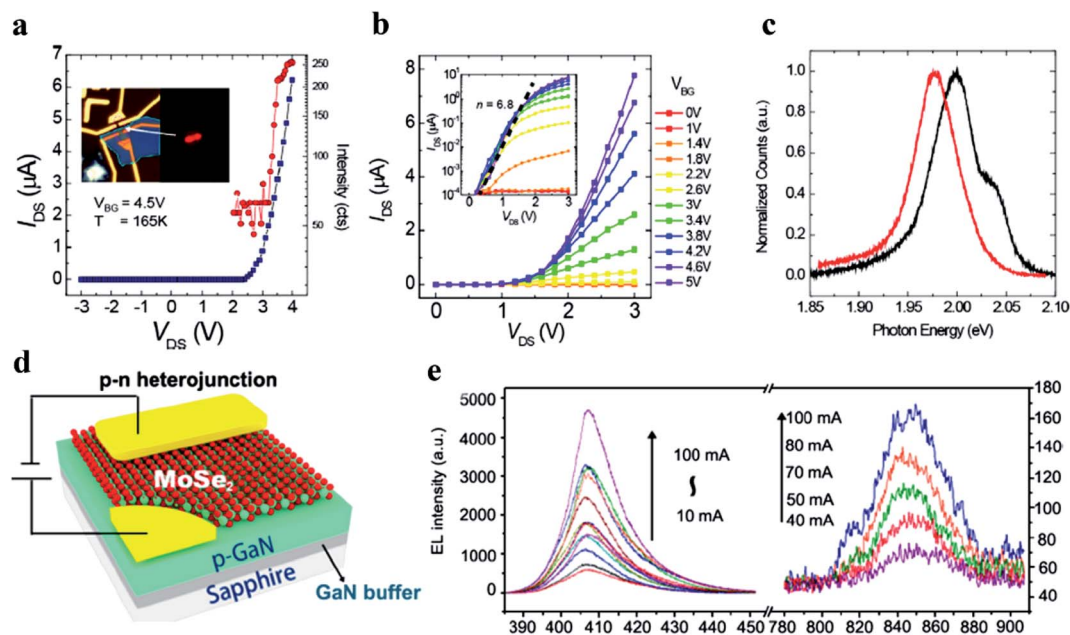 a
7
6
5
4
3
2
1
0
I_DS (µA)
V_BG = 4.5V
T = 165K
250
200
150
100
50
Intensity (cts)
-3 -2 -1 0 1 2 3 4
V_DS (V)
b
8
6
4
2
0
I_DS (µA)
10^1
10^0
10^-1
10^-2
10^-3
10^-4
I_DS (µA)
n = 6.8
0 1 2 3
V_DS (V)
0 1 2 3
V_DS (V)
V_BG
0V
1V
1.4V
1.8V
2.2V
2.6V
3V
3.4V
3.8V
4.2V
4.6V
5V
c
1.0
0.8
0.6
0.4
0.2
0.0
Normalized Counts (a.u.)
1.85 1.90 1.95 2.00 2.05 2.10
Photon Energy (eV)
d
p-n heterojunction
MoSe₂
p-GaN
Sapphire
GaN buffer
e
5000
4000
3000
2000
1000
0
EL intensity (a.u.)
100 mA
10 mA
390 400 410 420 430 440 450
100 mA
80 mA
70 mA
50 mA
40 mA
180
160
140
120
100
80
60
40
780 800 820 840 860 880 900